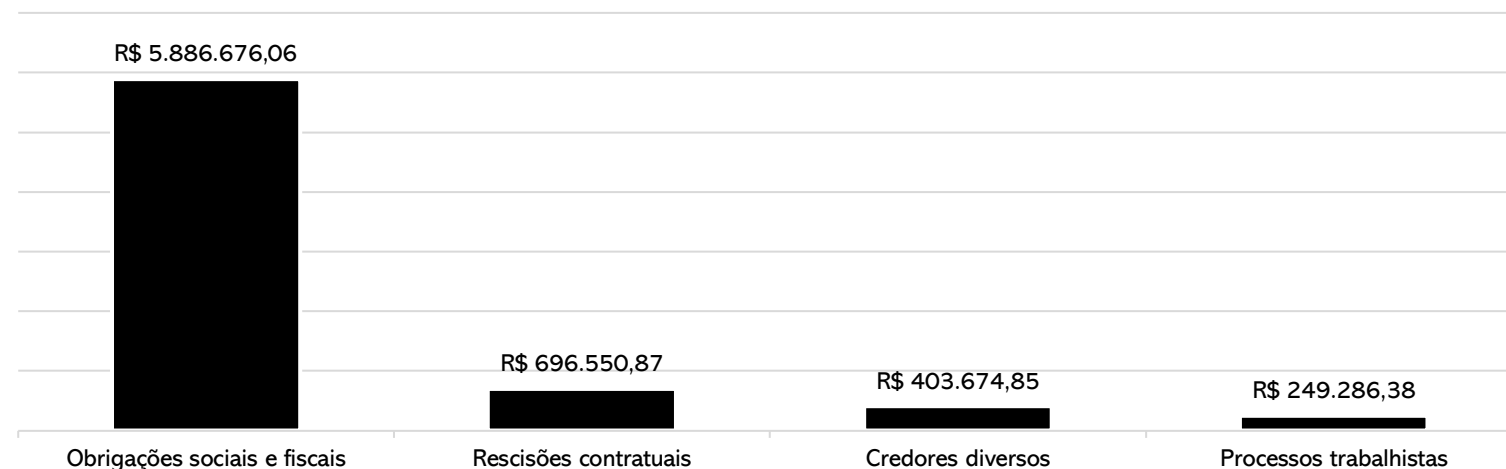 R$ 5.886.676,06
R$ 696.550,87
R$ 403.674,85
R$ 249.286,38
Obrigações sociais e fiscais
Rescisões contratuais
Credores diversos
Processos trabalhistas